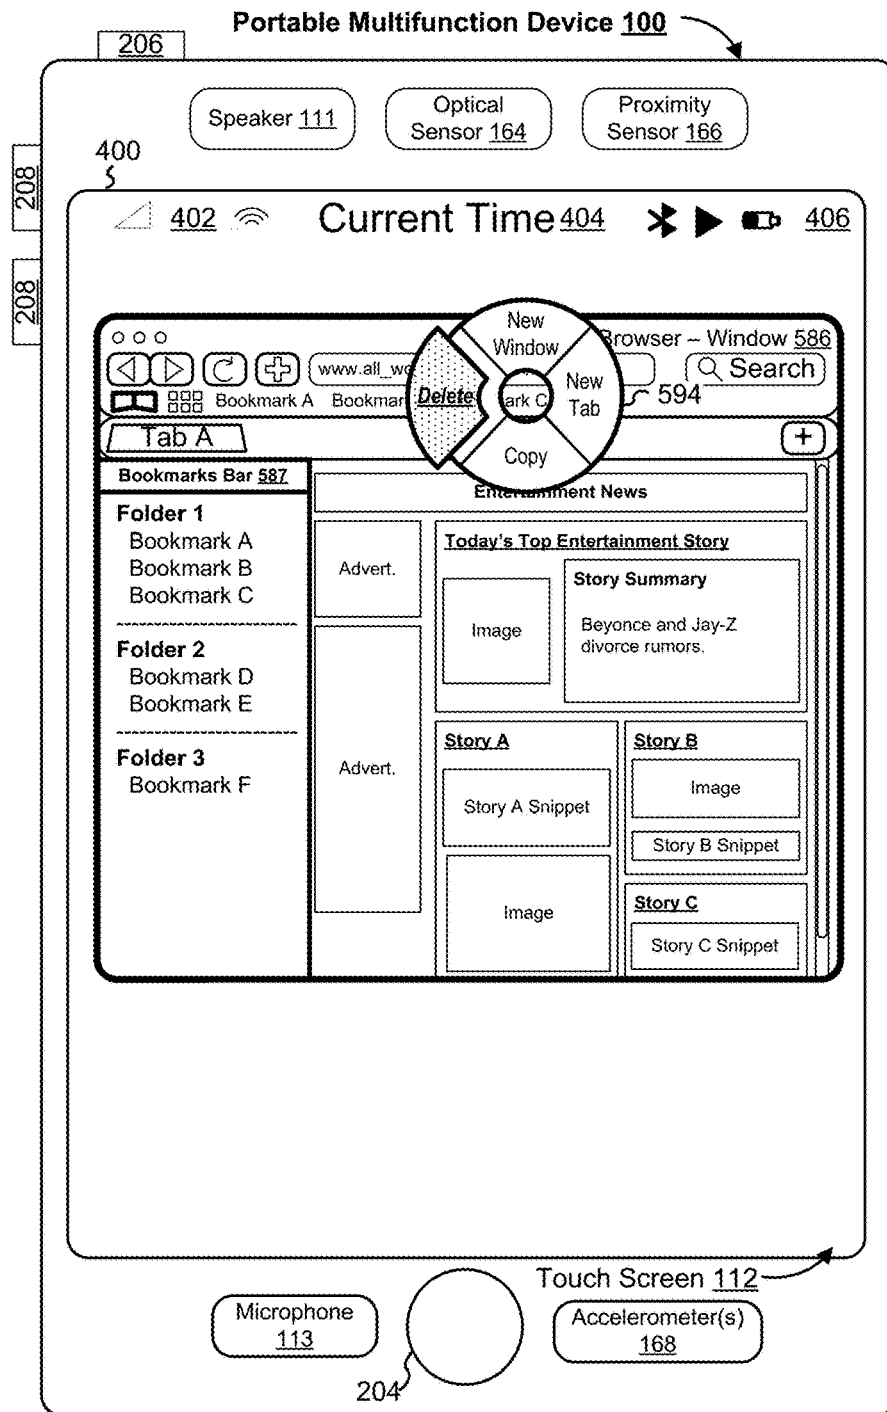 Portable Multifunction Device 100
206
Speaker 111
Optical
Sensor 164
Proximity
Sensor 166
400
208
208
402
Current Time 404
406
Browser – Window 586
www.all_
Search
Bookmark A
Delete
New
Window
New
Tab
Copy
ark C
594
Tab A
+
Bookmarks Bar 587
Folder 1
Bookmark A
Bookmark B
Bookmark C
Folder 2
Bookmark D
Bookmark E
Folder 3
Bookmark F
Entertainment News
Advert.
Advert.
Today's Top Entertainment Story
Image
Story Summary
Beyonce and Jay-Z
divorce rumors.
Story A
Story A Snippet
Image
Story B
Image
Story B Snippet
Story C
Story C Snippet
Touch Screen 112
Microphone
113
204
Accelerometer(s)
168